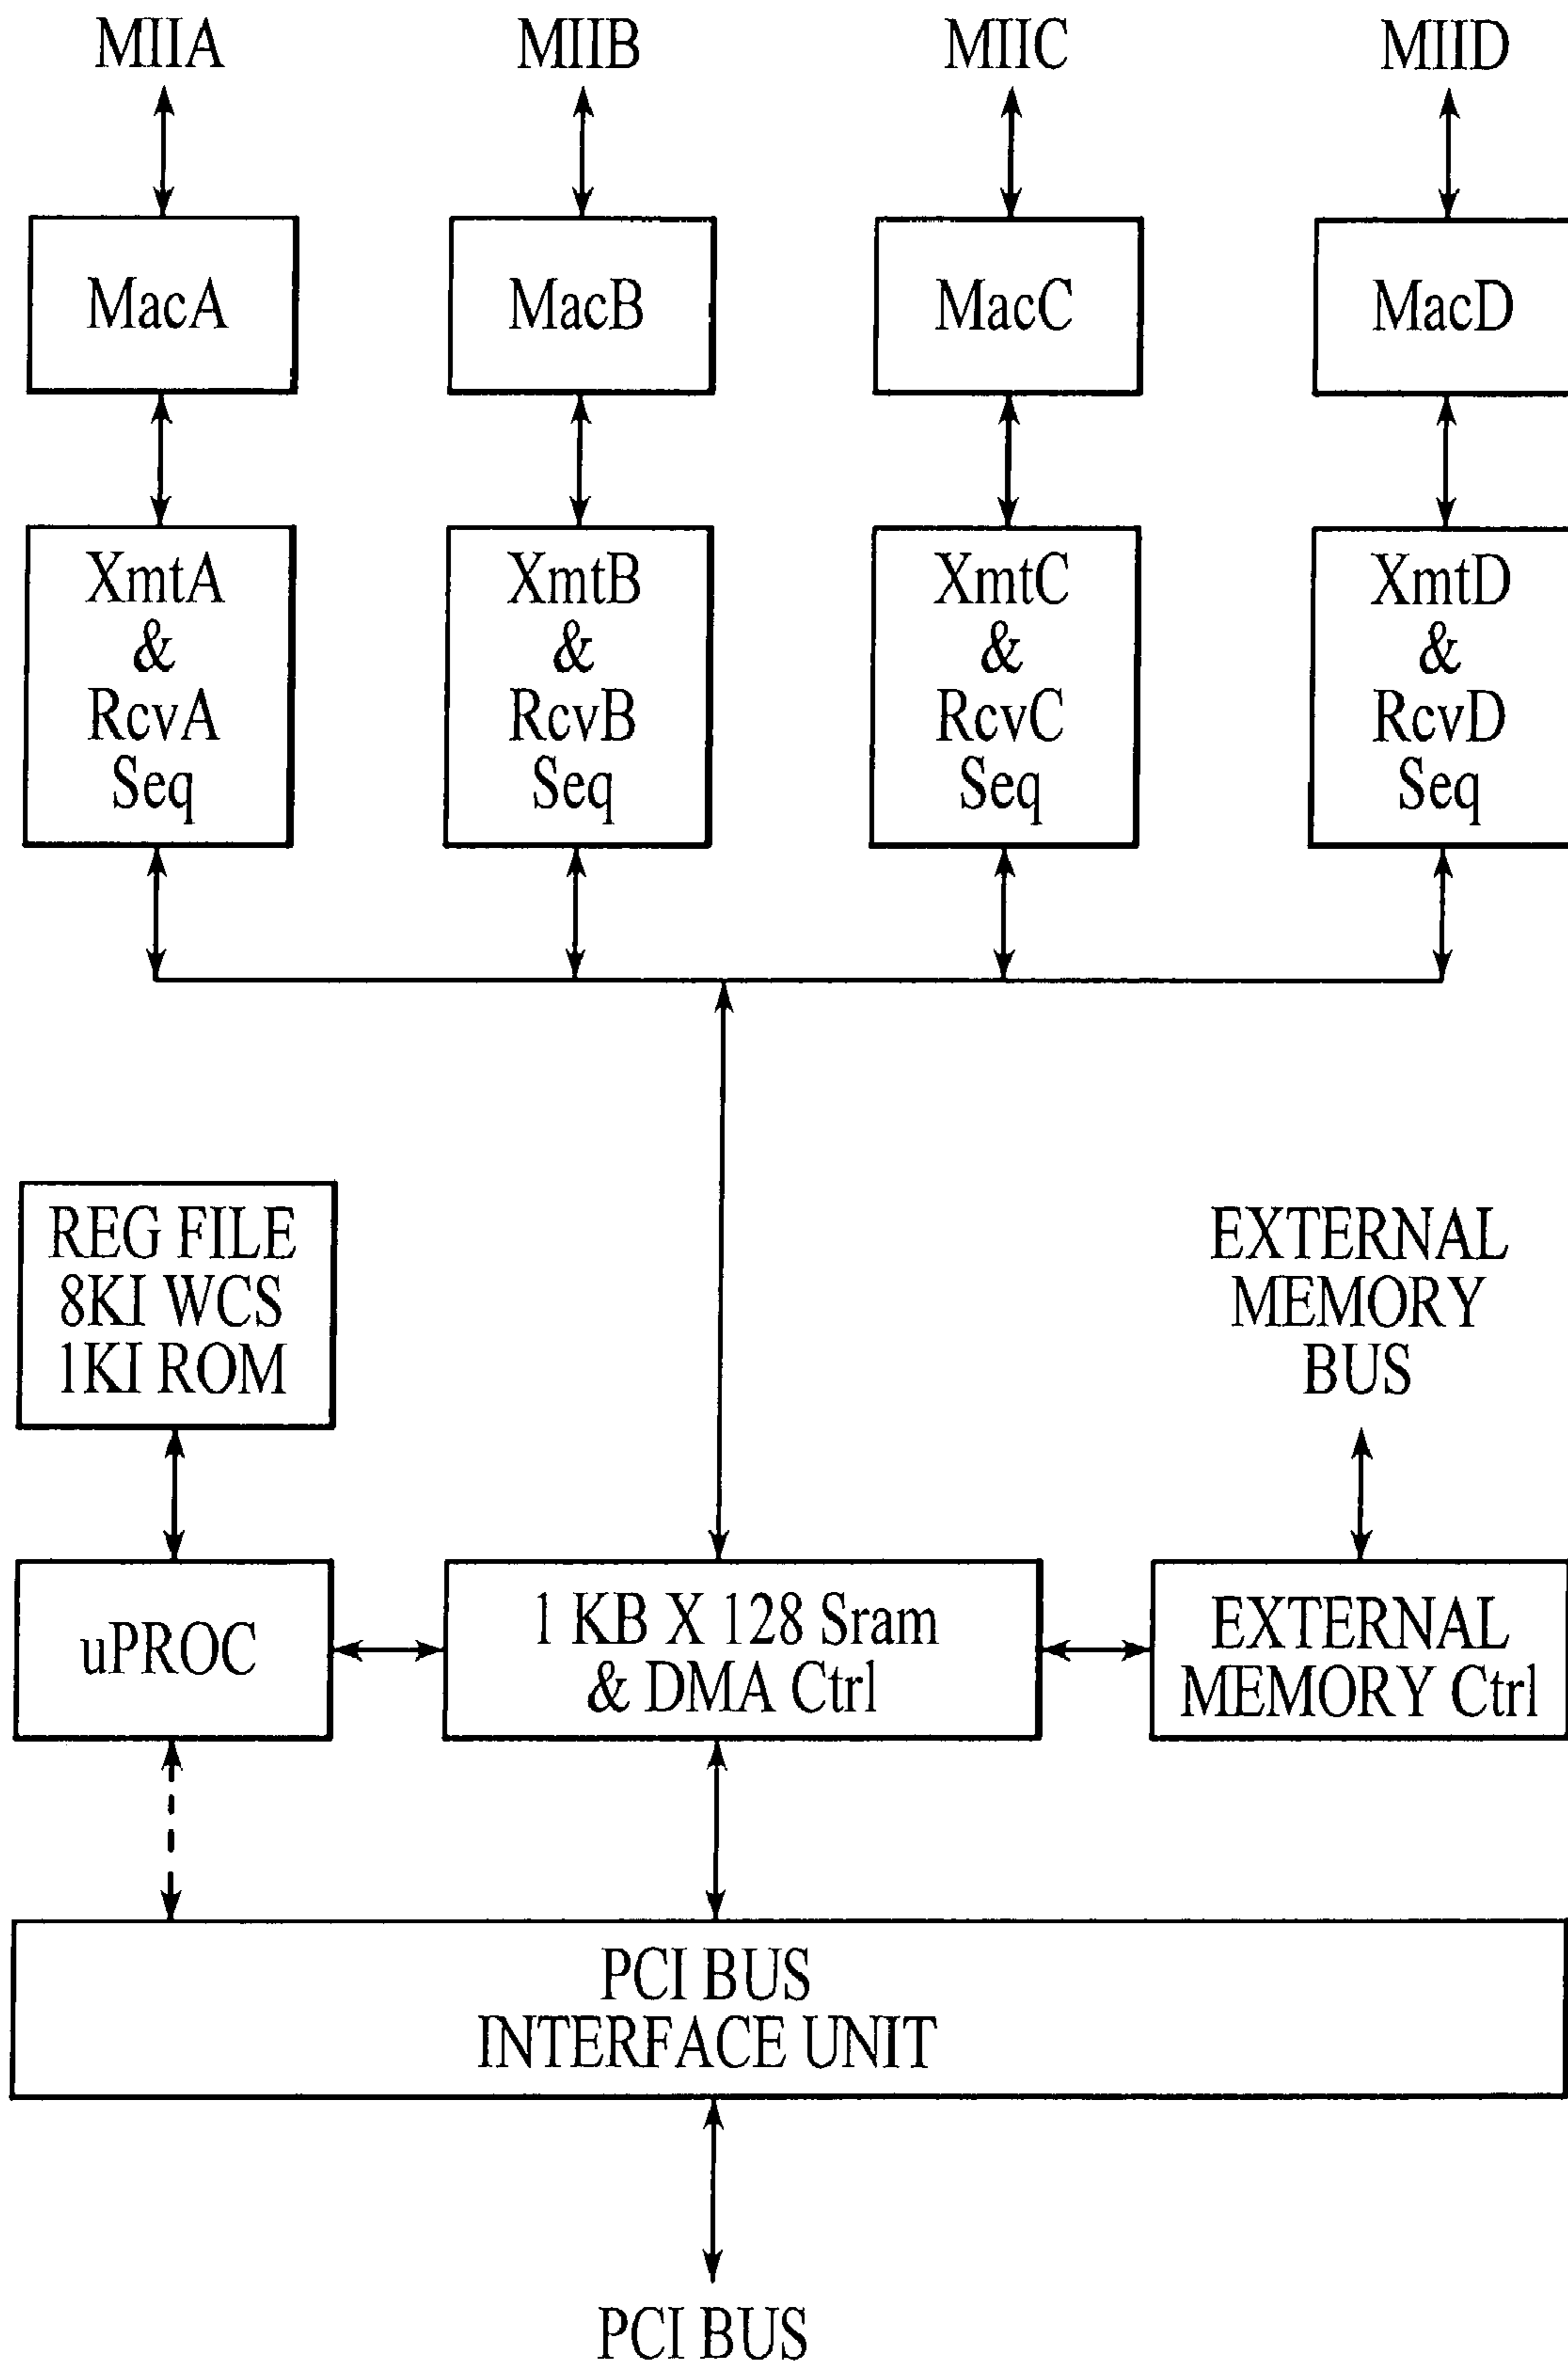 MIIA
MIIB
MIIC
MIID
MacA
MacB
MacC
MacD
XmtA
&
RcvA
Seq
XmtB
&
RcvB
Seq
XmtC
&
RcvC
Seq
XmtD
&
RcvD
Seq
REG FILE
8KI WCS
1KI ROM
EXTERNAL
MEMORY
BUS
uPROC
1 KB X 128 Sram
& DMA Ctrl
EXTERNAL
MEMORY Ctrl
PCI BUS
INTERFACE UNIT
PCI BUS